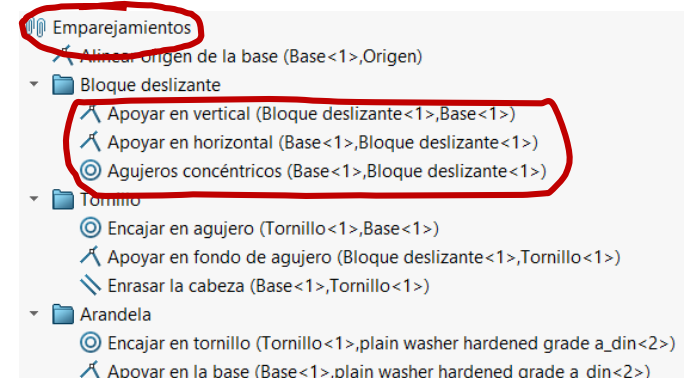 Emparejamientos
Alinear origen de la base (Base<1>,Origen)
Bloque deslizante
Apoyar en vertical (Bloque deslizante<1>,Base<1>)
Apoyar en horizontal (Base<1>,Bloque deslizante<1>)
Agujeros concéntricos (Base<1>,Bloque deslizante<1>)
Tornillo
Encajar en agujero (Tornillo<1>,Base<1>)
Apoyar en fondo de agujero (Bloque deslizante<1>,Tornillo<1>)
Enrasar la cabeza (Base<1>,Tornillo<1>)
Arandela
Encajar en tornillo (Tornillo<1>,plain washer hardened grade a_din<2>)
Apoyar en la base (Base<1>,plain washer hardened grade a_din<2>)